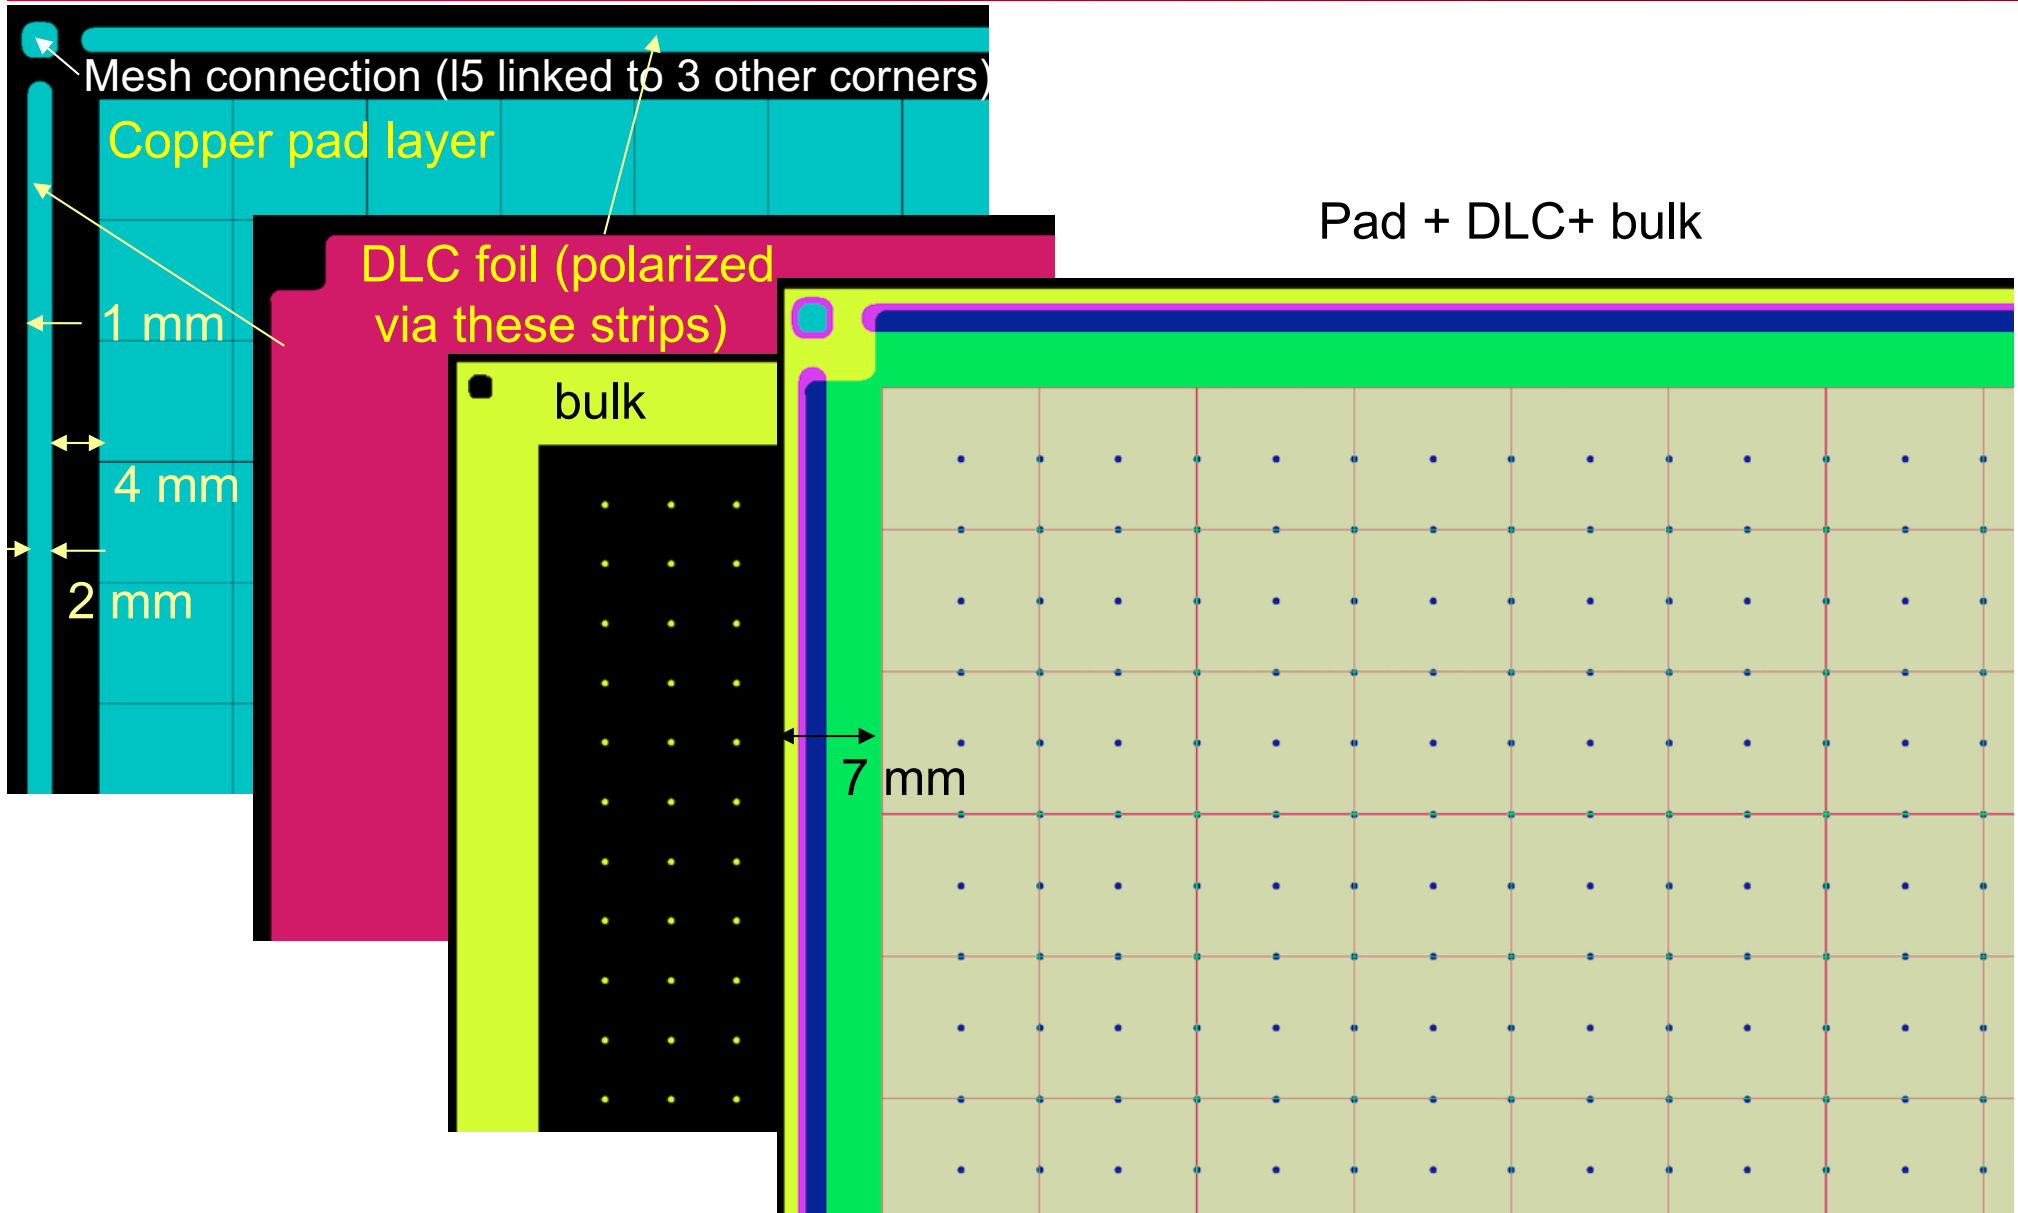 Mesh connection (l5 linked to 3 other corners)
Copper pad layer
Pad + DLC+ bulk
DLC foil (polarized
via these strips)
1 mm
bulk
4 mm
2 mm
7 mm